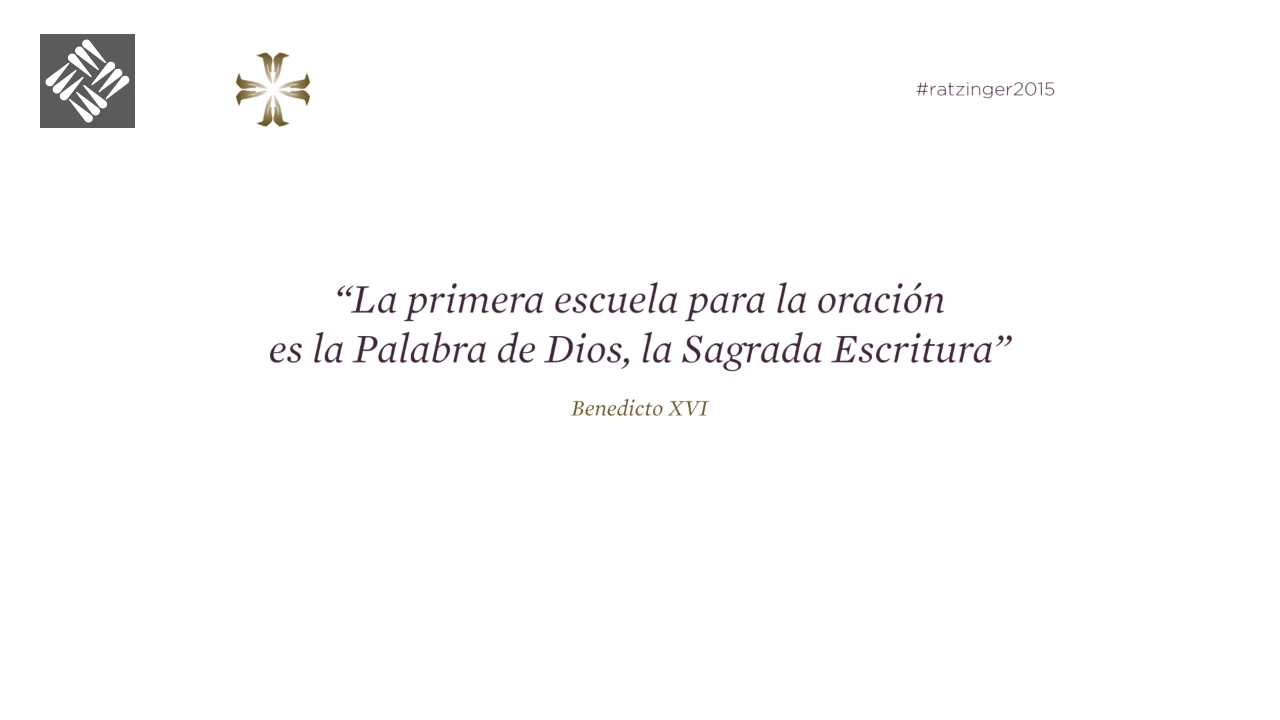 #ratzinger2015
“La primera escuela para la oración
es la Palabra de Dios, la Sagrada Escritura”
Benedicto XVI